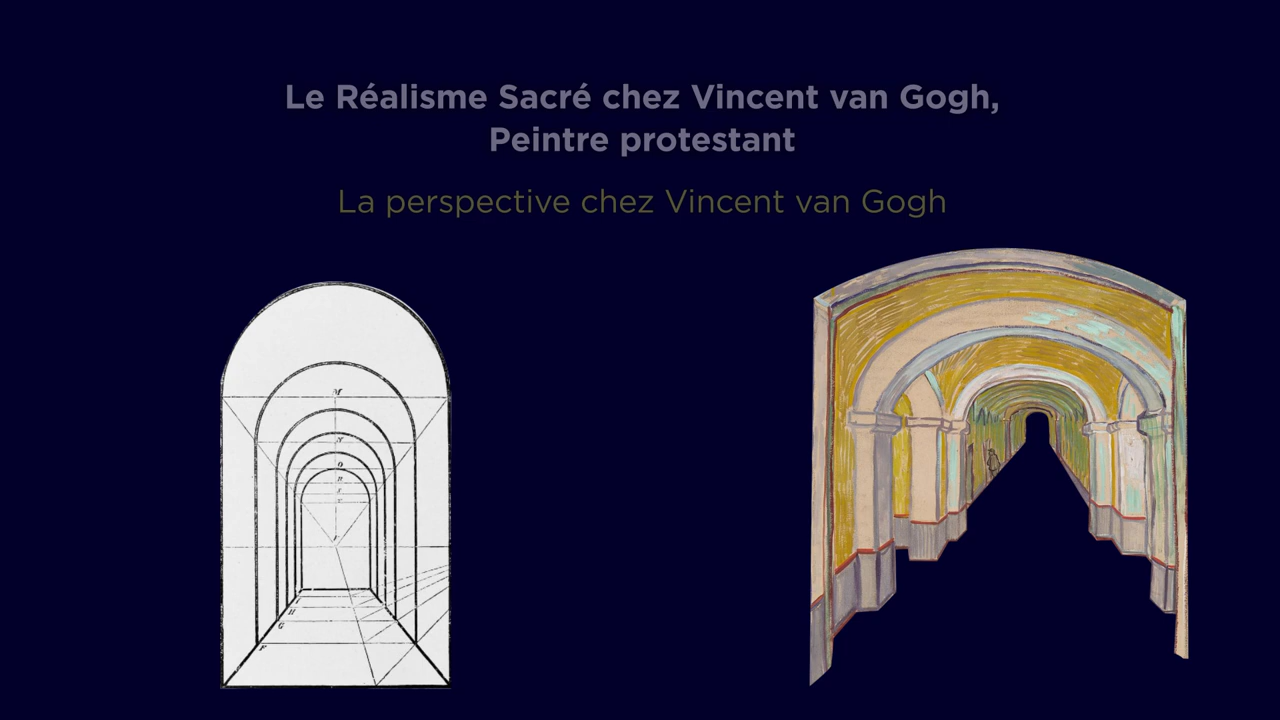 Le Réalisme Sacré chez Vincent van Gogh,
Peintre protestant
La perspective chez Vincent van Gogh
M
N
O
H
G
F